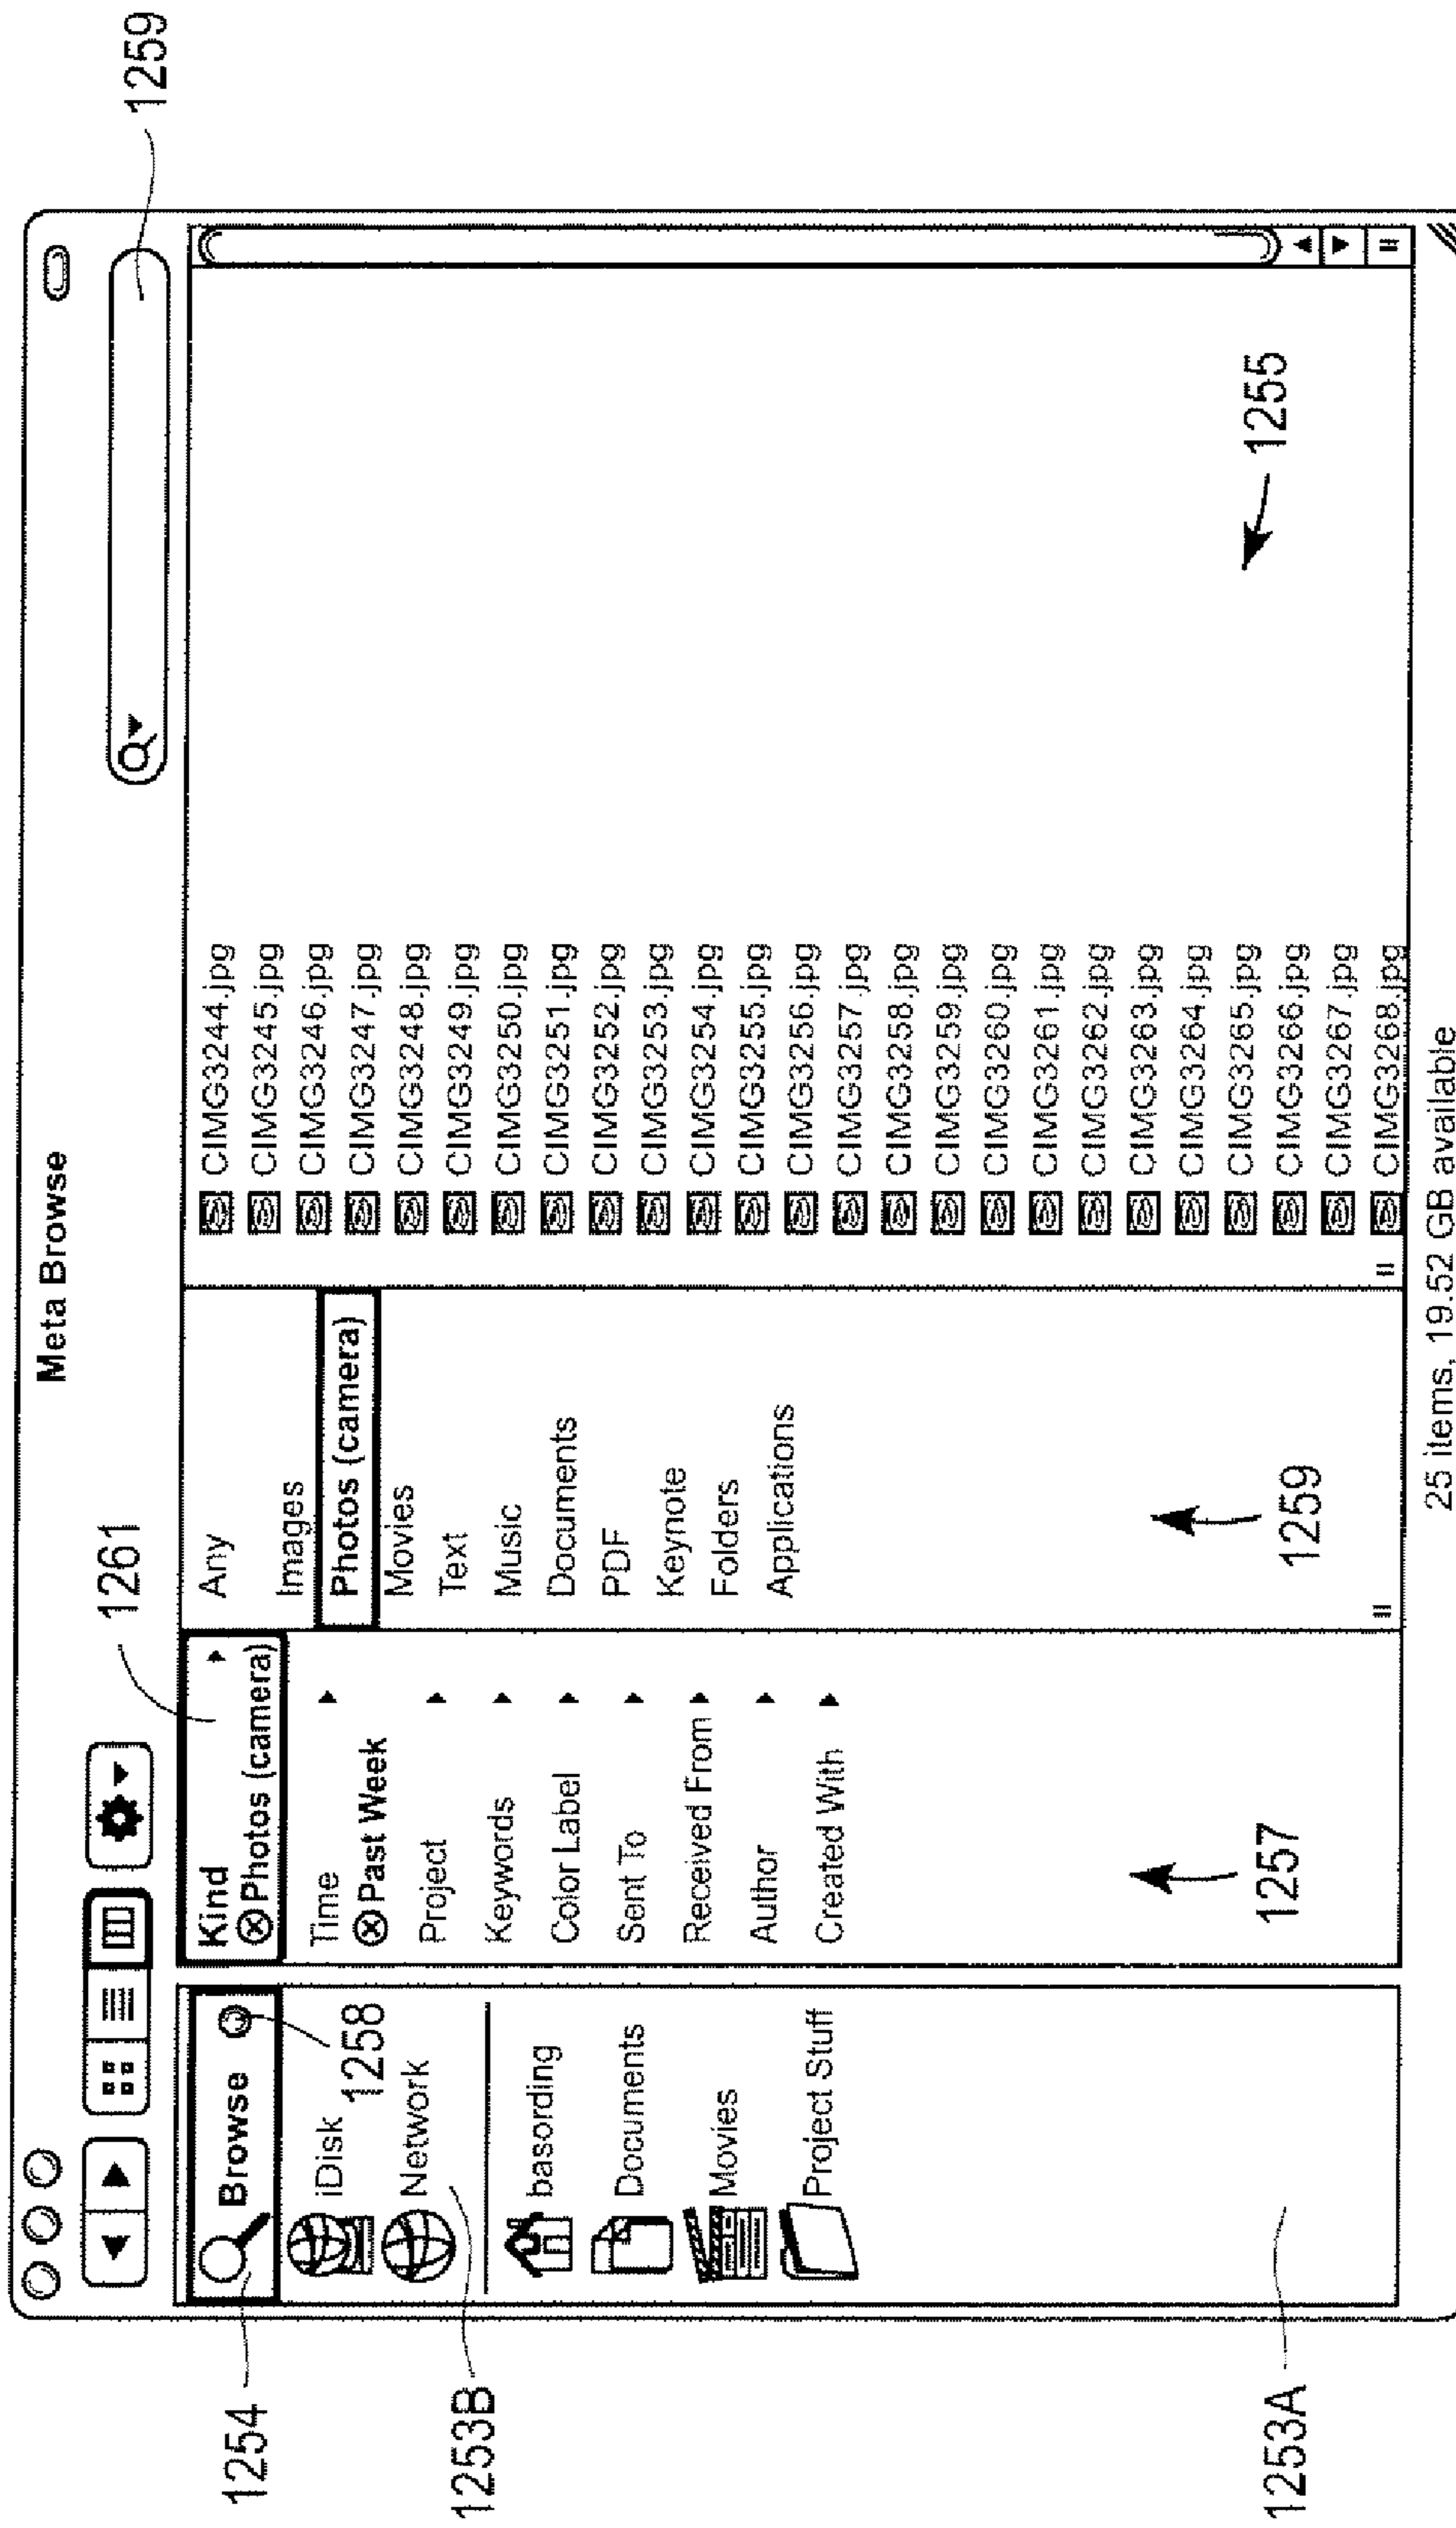 Meta Browse
1259
1261
1254
Browse
1258
iDisk
Network
1253B
basording
Documents
Movies
Project Stuff
1253A
Kind
Photos (camera)
Time
Past Week
Project
Keywords
Color Label
Sent To
Received From
Author
Created With
1257
Any
Images
Photos (camera)
Movies
Text
Music
Documents
PDF
Keynote
Folders
Applications
1259
CIMG3244.jpg
CIMG3245.jpg
CIMG3246.jpg
CIMG3247.jpg
CIMG3248.jpg
CIMG3249.jpg
CIMG3250.jpg
CIMG3251.jpg
CIMG3252.jpg
CIMG3253.jpg
CIMG3254.jpg
CIMG3255.jpg
CIMG3256.jpg
CIMG3257.jpg
CIMG3258.jpg
CIMG3259.jpg
CIMG3260.jpg
CIMG3261.jpg
CIMG3262.jpg
CIMG3263.jpg
CIMG3264.jpg
CIMG3265.jpg
CIMG3266.jpg
CIMG3267.jpg
CIMG3268.jpg
1255
25 items, 19.52 GB available